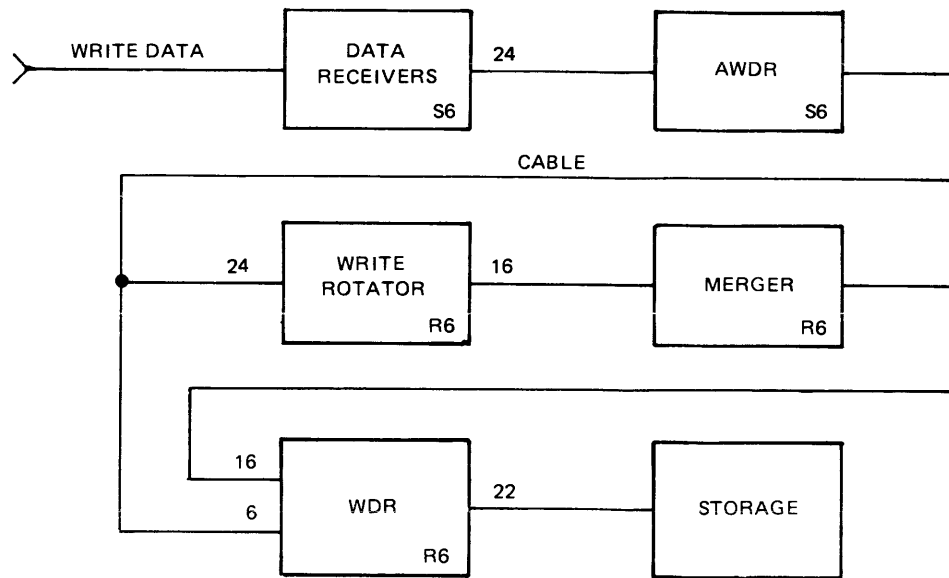 WRITE DATA
DATA
RECEIVERS
S6
24
AWDR
S6
CABLE
24
WRITE
ROTATOR
R6
16
MERGER
R6
16
6
WDR
R6
22
STORAGE